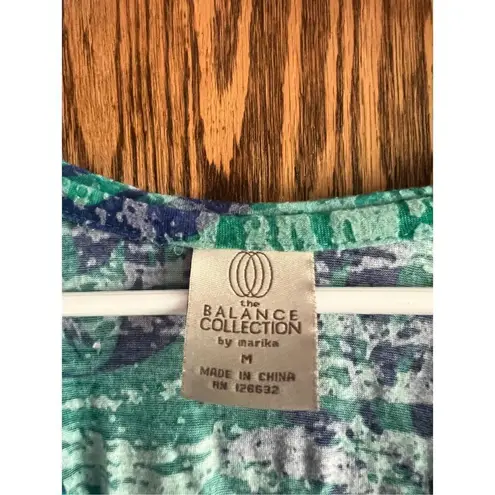 the
BALANCE
COLLECTION
by marika
M
MADE IN CHINA
RN 126632